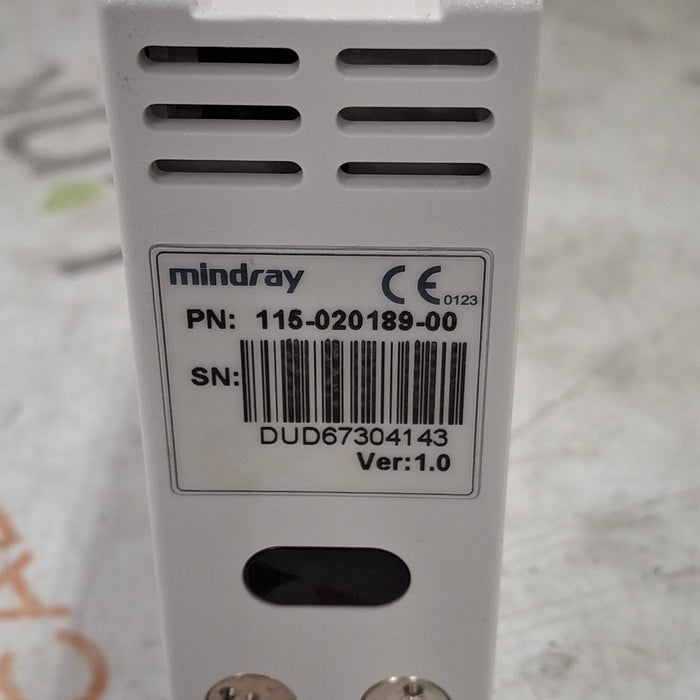 mindray CE 0123
PN: 115-020189-00
SN:
DUD67304143
Ver:1.0